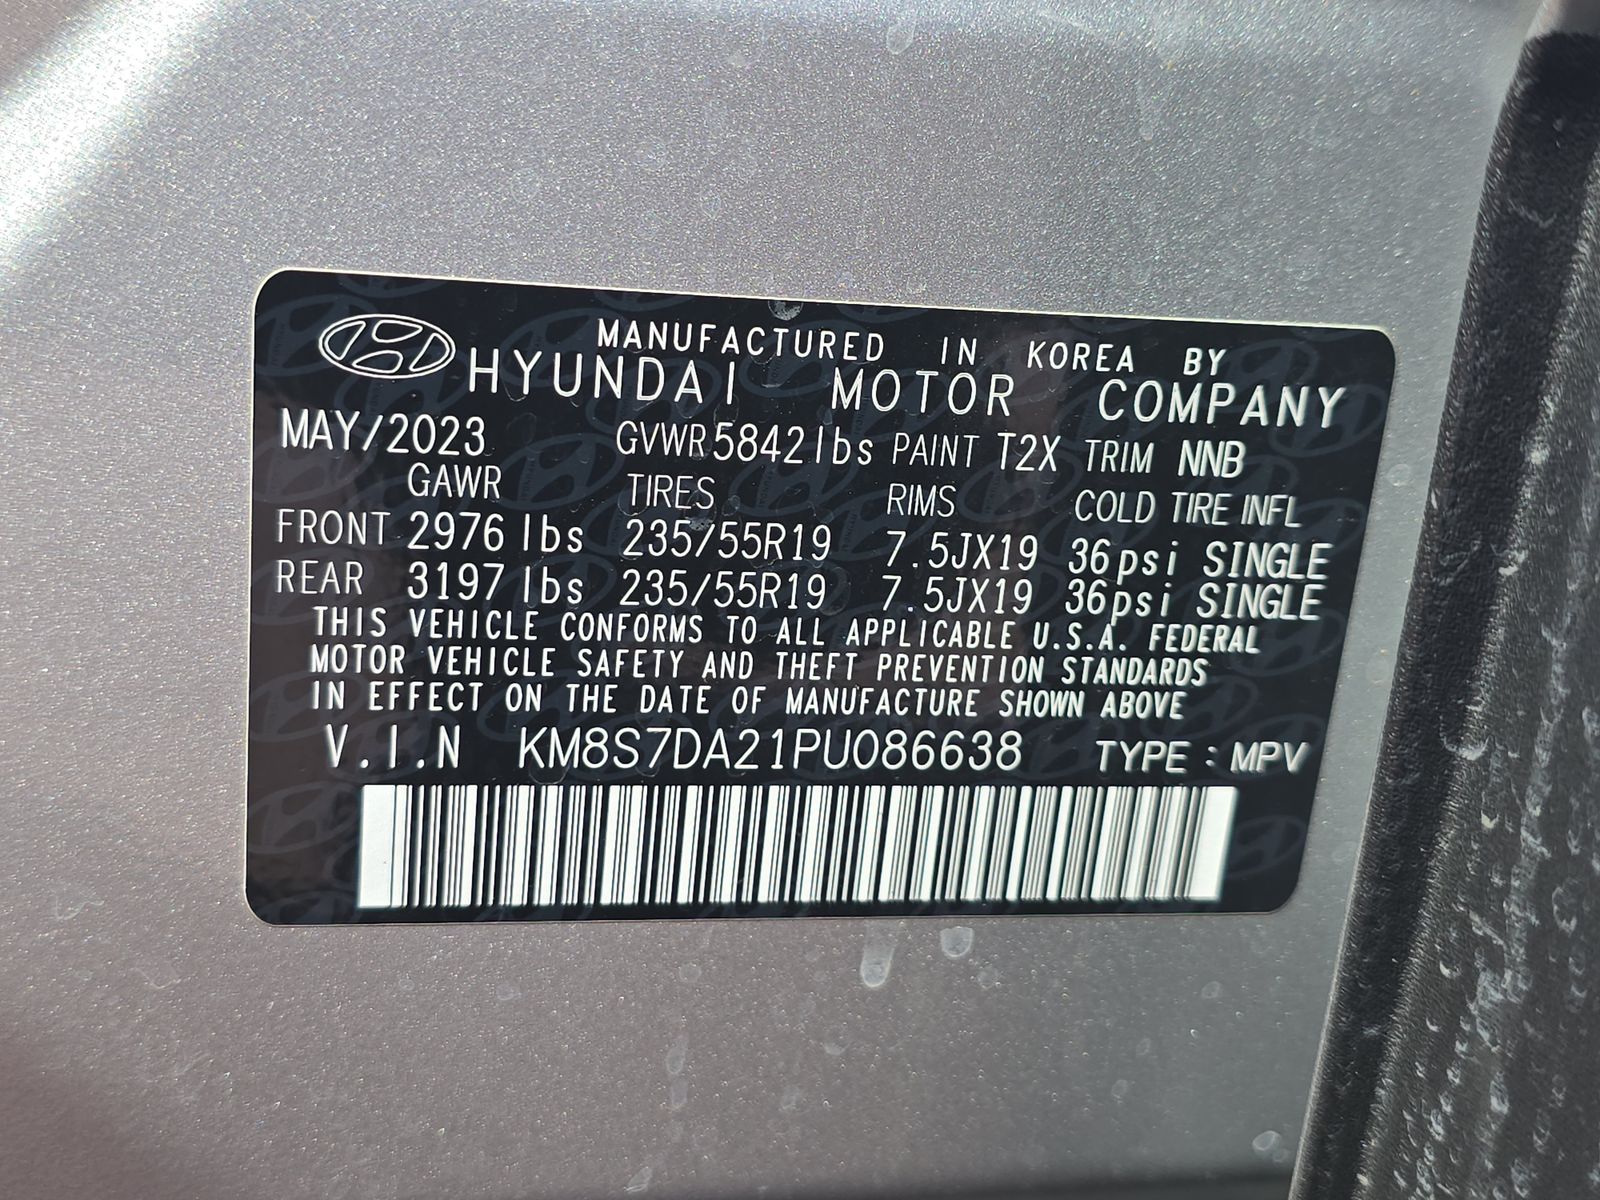 MANUFACTURED IN KOREA BY
HYUNDAI MOTOR COMPANY
MAY/2023 GVWR 5842 lbs PAINT T2X TRIM NNB
GAWR TIRES RIMS COLD TIRE INFL
FRONT 2976 lbs 235/55R19 7.5JX19 36psi SINGLE
REAR 3197 lbs 235/55R19 7.5JX19 36psi SINGLE
THIS VEHICLE CONFORMS TO ALL APPLICABLE U.S.A. FEDERAL
MOTOR VEHICLE SAFETY AND THEFT PREVENTION STANDARDS
IN EFFECT ON THE DATE OF MANUFACTURE SHOWN ABOVE
V.I.N KM8S7DA21PU086638 TYPE : MPV